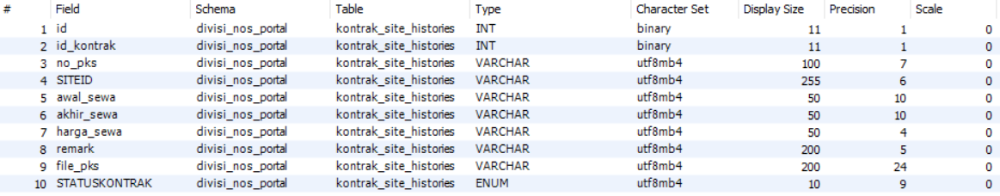 # Field Schema Table Type Character Set Display Size Precision Scale
1 id divisi_nos_portal kontrak_site_histories INT binary 11 1 0
2 id_kontrak divisi_nos_portal kontrak_site_histories INT binary 11 1 0
3 no_pks divisi_nos_portal kontrak_site_histories VARCHAR utf8mb4 100 7 0
4 SITEID divisi_nos_portal kontrak_site_histories VARCHAR utf8mb4 255 6 0
5 awal_sewa divisi_nos_portal kontrak_site_histories VARCHAR utf8mb4 50 10 0
6 akhir_sewa divisi_nos_portal kontrak_site_histories VARCHAR utf8mb4 50 10 0
7 harga_sewa divisi_nos_portal kontrak_site_histories VARCHAR utf8mb4 50 4 0
8 remark divisi_nos_portal kontrak_site_histories VARCHAR utf8mb4 200 5 0
9 file_pks divisi_nos_portal kontrak_site_histories VARCHAR utf8mb4 200 24 0
10 STATUSKONTRAK divisi_nos_portal kontrak_site_histories ENUM utf8mb4 10 9 0